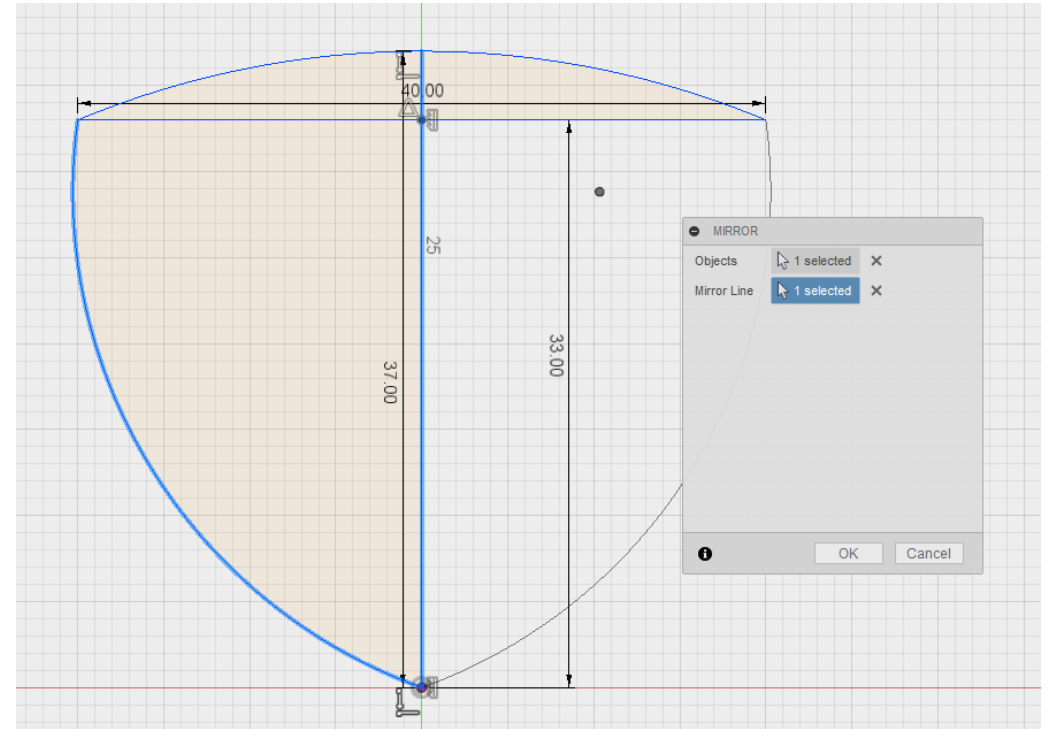 40.00
25
33.00
37.00
MIRROR
Objects 1 selected
Mirror Line 1 selected
OK Cancel